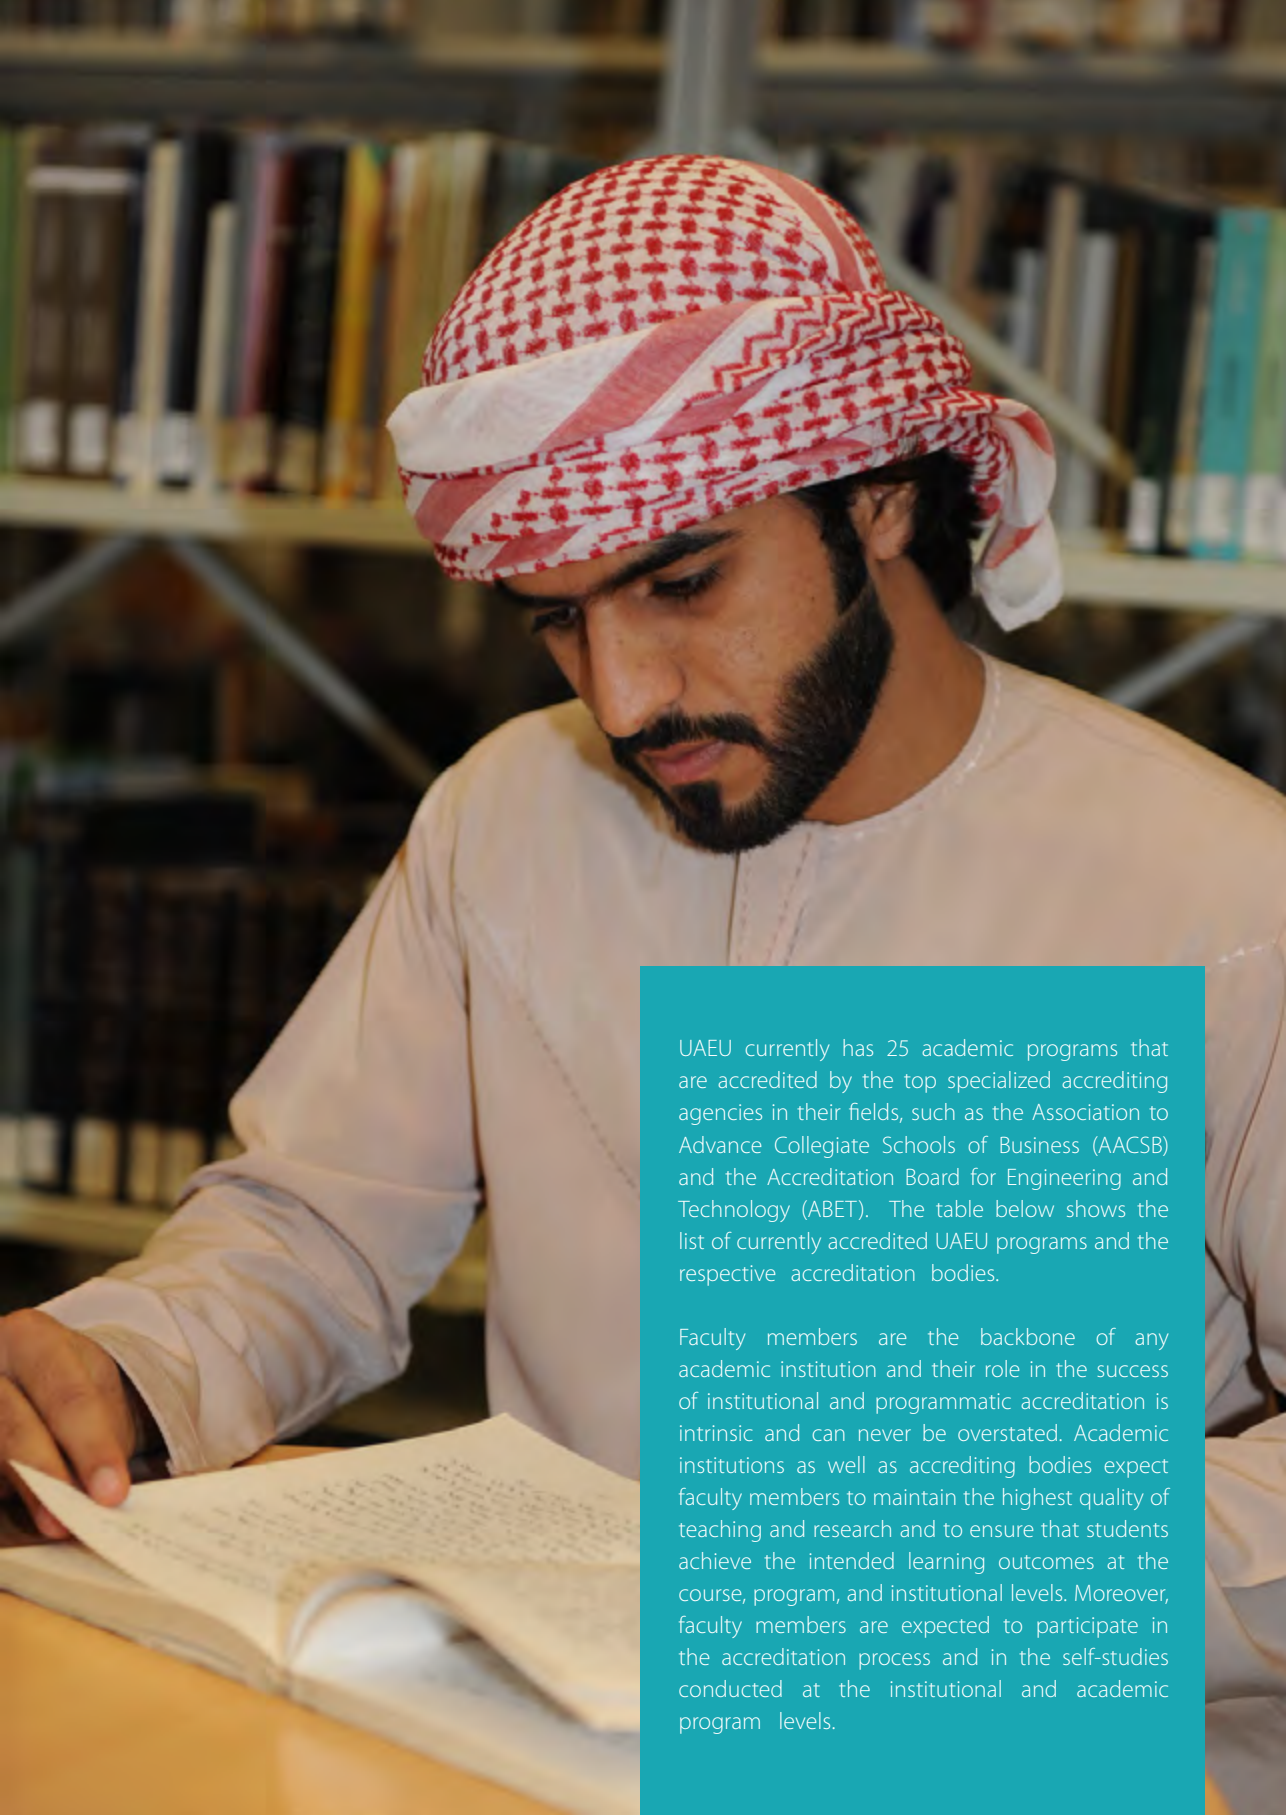 UAEU currently has 25 academic programs that
are accredited by the top specialized accrediting
agencies in their fields, such as the Association to
Advance Collegiate Schools of Business (AACSB)
and the Accreditation Board for Engineering and
Technology (ABET). The table below shows the
list of currently accredited UAEU programs and the
respective accreditation bodies.
Faculty members are the backbone of any
academic institution and their role in the success
of institutional and programmatic accreditation is
intrinsic and can never be overstated. Academic
institutions as well as accrediting bodies expect
faculty members to maintain the highest quality of
teaching and research and to ensure that students
achieve the intended learning outcomes at the
course, program, and institutional levels. Moreover,
faculty members are expected to participate in
the accreditation process and in the self-studies
conducted at the institutional and academic
program levels.